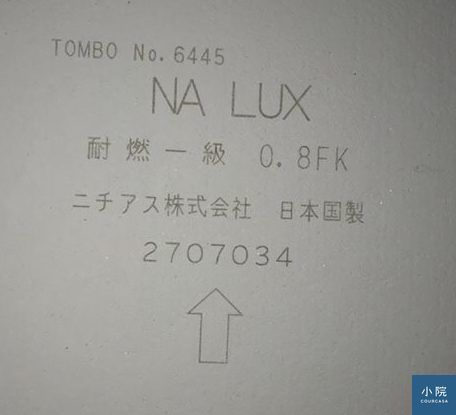 TOMBO No. 6445
NA LUX
耐燃一級 0.8FK
ニチアス株式会社 日本国製
2707034
小院
COURCASA